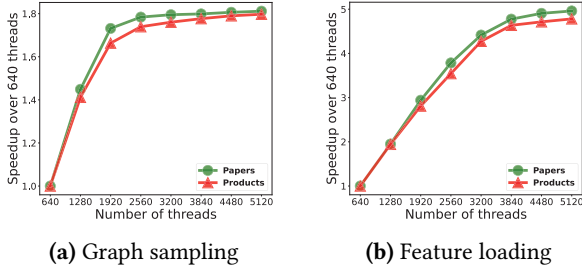 Speedup over 640 threads
1.8
1.6
1.4
1.2
1.0
Papers
Products
640 1280 1920 2560 3200 3840 4480 5120
Number of threads
(a) Graph sampling
Speedup over 640 threads
5
4
3
2
1
Papers
Products
640 1280 1920 2560 3200 3840 4480 5120
Number of threads
(b) Feature loading